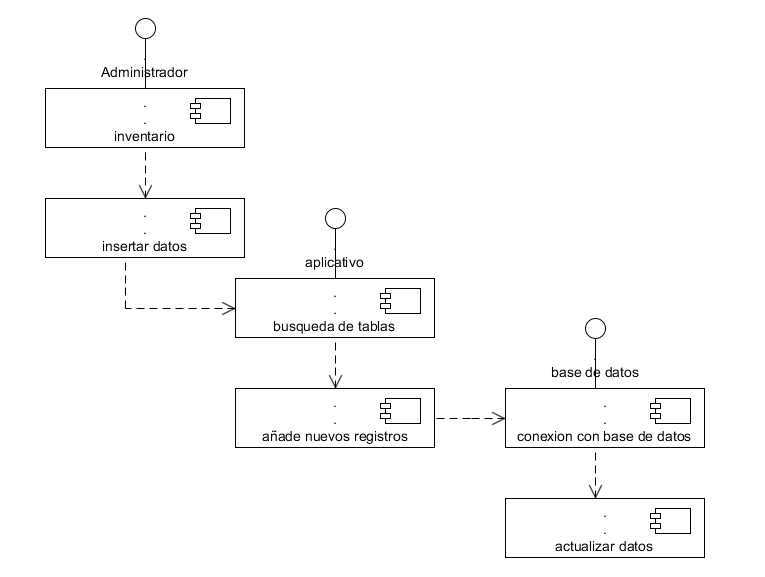 Administrador
inventario
insertar datos
aplicativo
busqueda de tablas
base de datos
añade nuevos registros
conexion con base de datos
actualizar datos